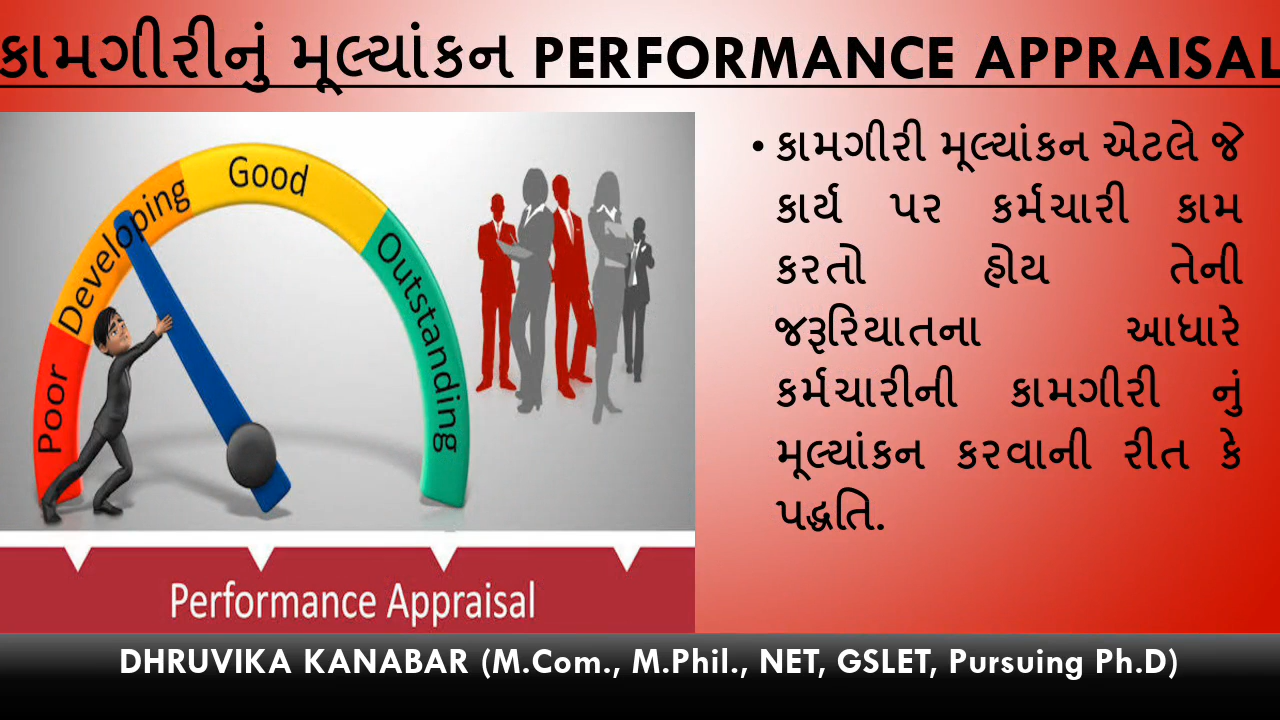 કામગીરીનું મૂલ્યાંકન PERFORMANCE APPRAISAL
Poor
Developing
Good
Outstanding
Performance Appraisal
• કામગીરી મૂલ્યાંકન એટલે જે
કાર્ય પર કર્મચારી કામ
કરતો હોય તેની
જરૂરિયાતના આધારે
કર્મચારીની કામગીરી નું
મૂલ્યાંકન કરવાની રીત કે
પદ્ધતિ.
DHRUVIKA KANABAR (M.Com., M.Phil., NET, GSLET, Pursuing Ph.D)